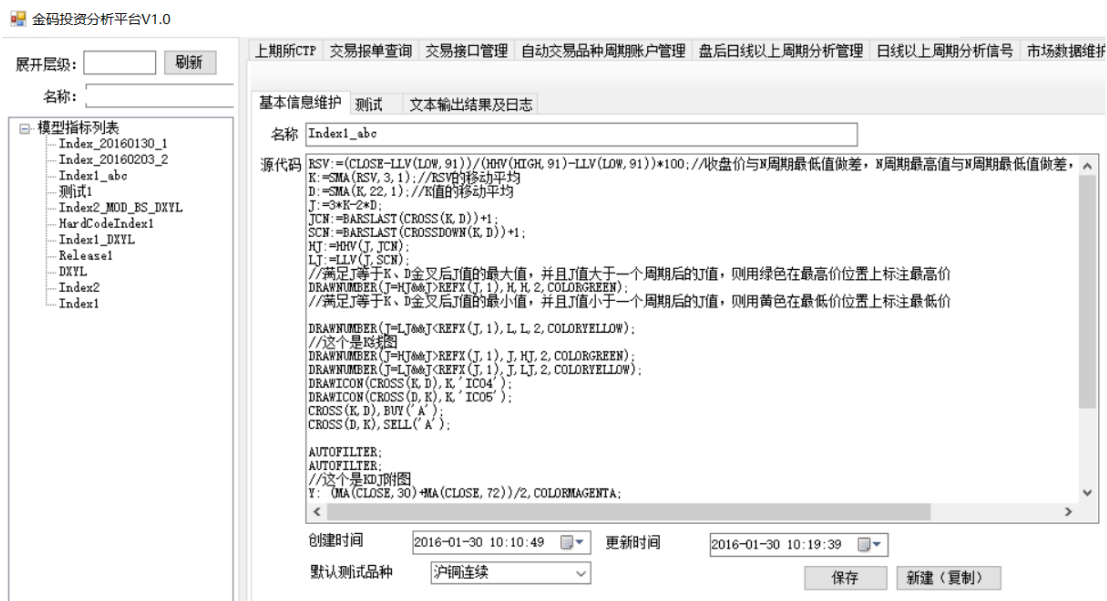 金码投资分析平台V1.0
展开层级: 刷新
名称:
模型指标列表
Index_20160130_1
Index_20160203_2
Index1_abc
测试1
Index2_MOD_BS_DXYL
HardCodeIndex1
Index1_DXYL
Release1
DXYL
Index2
Index1
上期所CTP 交易报单查询 交易接口管理 自动交易品种周期账户管理 盘后日线以上周期分析管理 日线以上周期分析信号 市场数据维护
基本信息维护 测试 文本输出结果及日志
名称 Index1_abc
源代码
RSV:=(CLOSE-LLV(LOW,91))/(HHV(HIGH,91)-LLV(LOW,91))*100;//收盘价与N周期最低值做差，N周期最高值与N周期最低值做差，
K:=SMA(RSV,3,1);//RSV的移动平均
D:=SMA(K,22,1);//K值的移动平均
J:=3*K-2*D;
JCN:=BARSLAST(CROSS(K,D))+1;
SCN:=BARSLAST(CROSSDOWN(K,D))+1;
HJ:=HHV(J,JCN);
LJ:=LLV(J,SCN);
//满足J等于K、D金叉后J值的最大值，并且J值大于一个周期后的J值，则用绿色在最高价位置上标注最高价
DRAWNUMBER(J=HJ&&J>REFX(J,1),H,H,2,COLORGREEN);
//满足J等于K、D金叉后J值的最小值，并且J值小于一个周期后的J值，则用黄色在最低价位置上标注最低价
DRAWNUMBER(J=LJ&&J<REFX(J,1),L,L,2,COLORYELLOW);
//这个是K线图
DRAWNUMBER(J=HJ&&J>REFX(J,1),J,HJ,2,COLORGREEN);
DRAWNUMBER(J=LJ&&J<REFX(J,1),J,LJ,2,COLORYELLOW);
DRAWICON(CROSS(K,D),K,'ICO4');
DRAWICON(CROSS(D,K),K,'ICO5');
CROSS(K,D),BUY('A');
CROSS(D,K),SELL('A');
AUTOFILTER;
AUTOFILTER;
//这个是KDJ附图
Y: (MA(CLOSE,30)+MA(CLOSE,72))/2,COLORMAGENTA;
创建时间 2016-01-30 10:10:49 更新时间 2016-01-30 10:19:39
默认测试品种 沪铜连续 保存 新建（复制）